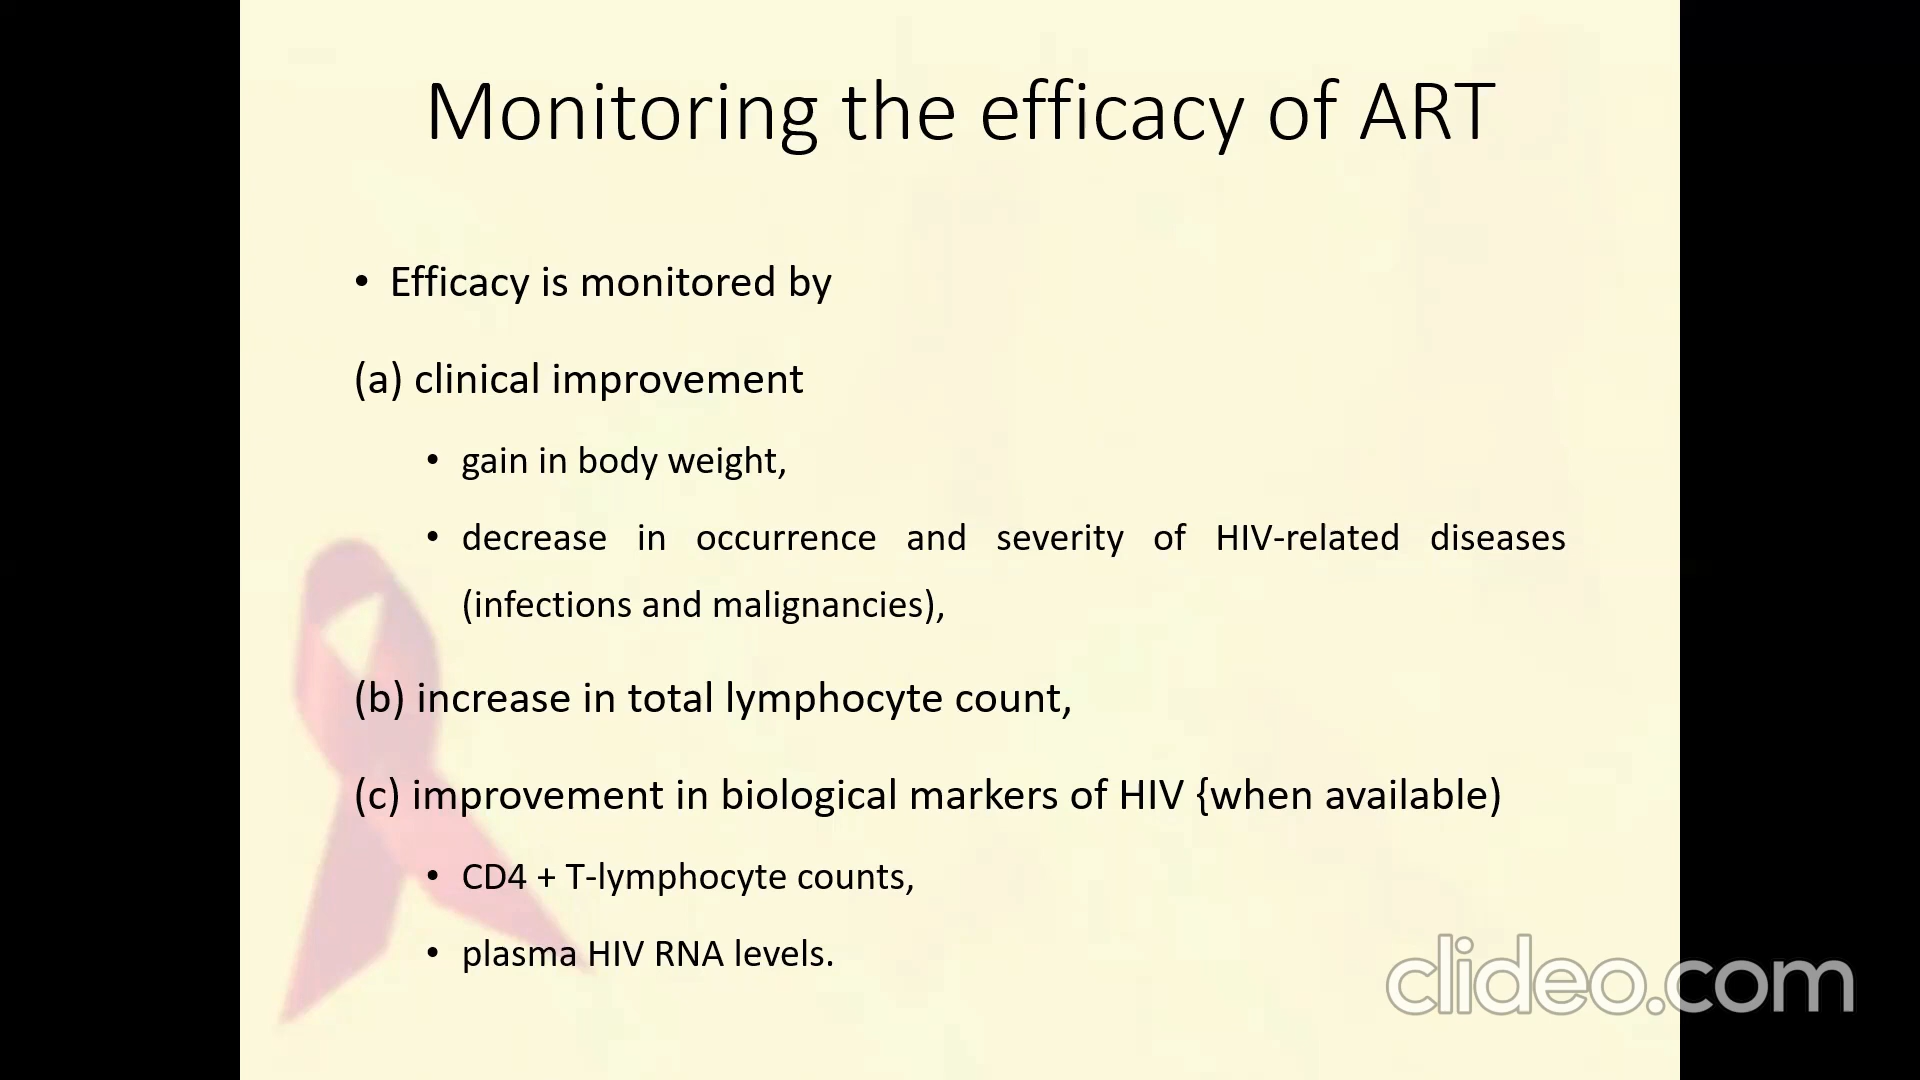 Monitoring the efficacy of ART
• Efficacy is monitored by
(a) clinical improvement
• gain in body weight,
• decrease in occurrence and severity of HIV-related diseases
(infections and malignancies),
(b) increase in total lymphocyte count,
(c) improvement in biological markers of HIV {when available)
• CD4 + T-lymphocyte counts,
• plasma HIV RNA levels.
clideo.com